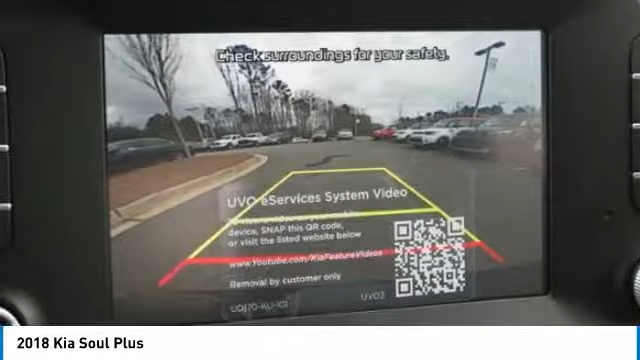 Check surroundings for your safety.
UVO eServices System Video
device, SNAP this QR code,
or visit the listed website below
www.Youtube.com/KiaFeatureVideos
Removal by customer only
UVO3
2018 Kia Soul Plus